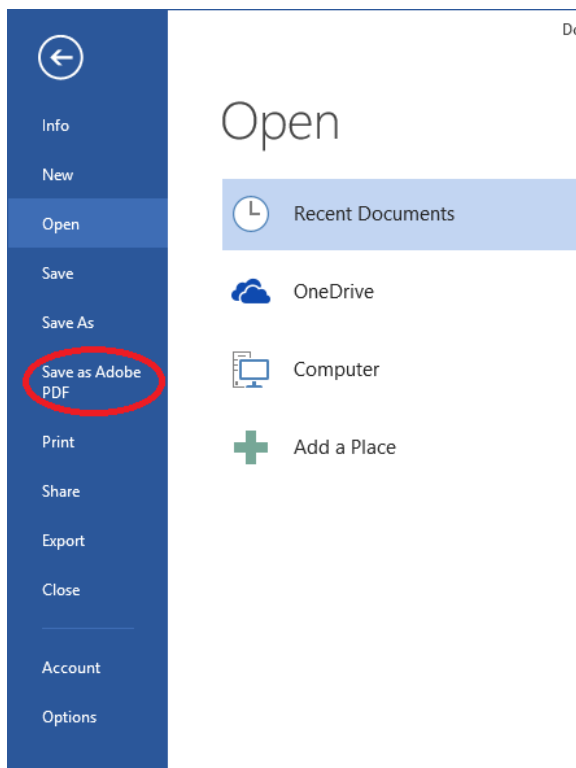 Do
Info
New
Open
Save
Save As
Save as Adobe
PDF
Print
Share
Export
Close
Account
Options
Open
Recent Documents
OneDrive
Computer
Add a Place